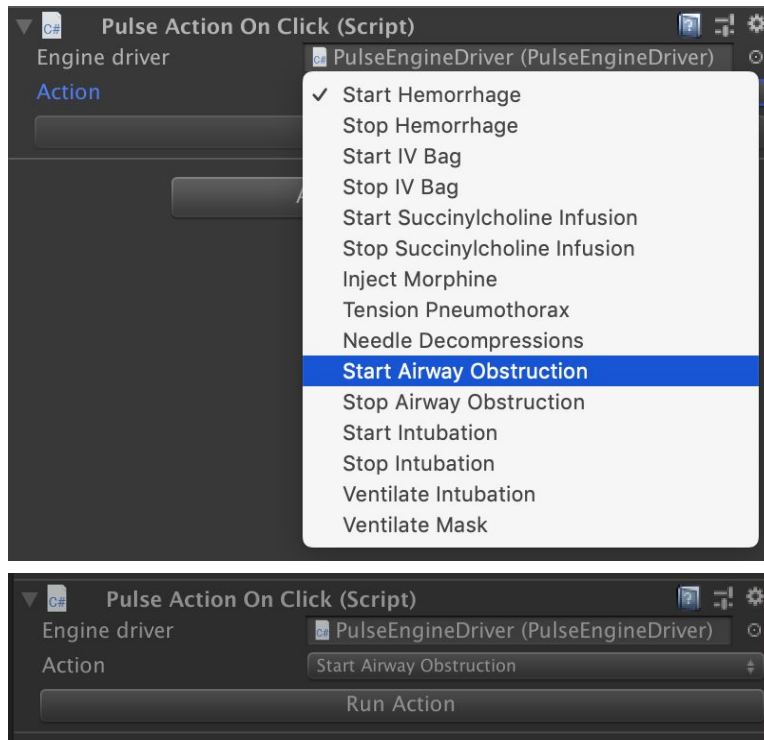 C# Pulse Action On Click (Script)
Engine driver C# PulseEngineDriver (PulseEngineDriver)
Action
✓ Start Hemorrhage
Stop Hemorrhage
Start IV Bag
Stop IV Bag
Start Succinylcholine Infusion
Stop Succinylcholine Infusion
Inject Morphine
Tension Pneumothorax
Needle Decompressions
Start Airway Obstruction
Stop Airway Obstruction
Start Intubation
Stop Intubation
Ventilate Intubation
Ventilate Mask
C# Pulse Action On Click (Script)
Engine driver C# PulseEngineDriver (PulseEngineDriver)
Action Start Airway Obstruction
Run Action